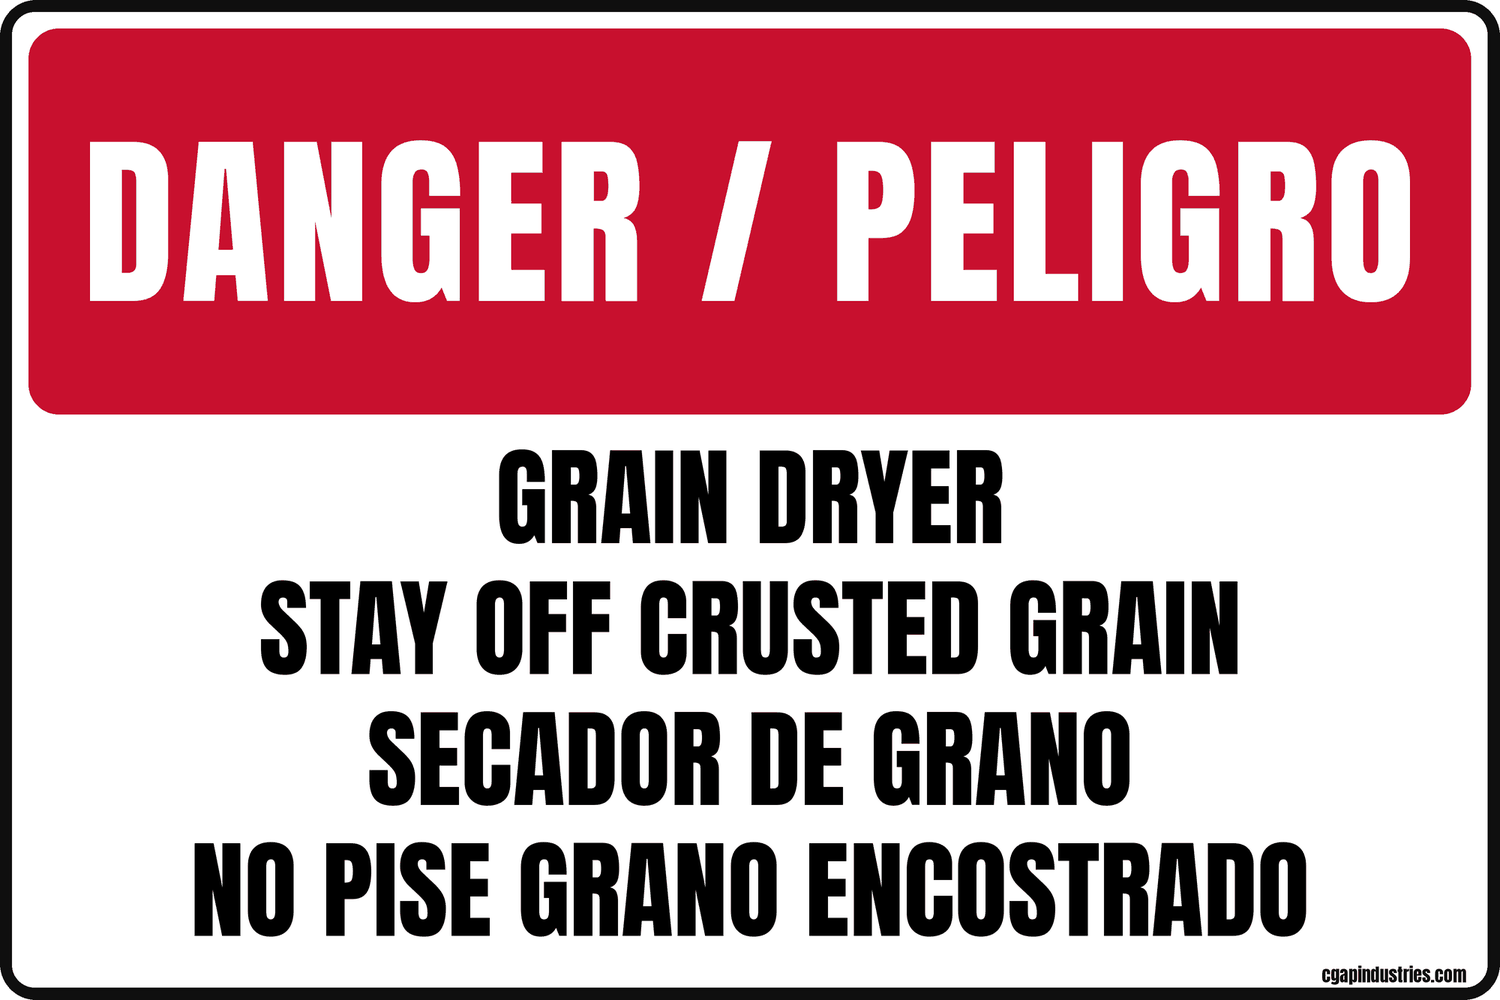 DANGER / PELIGRO
GRAIN DRYER
STAY OFF CRUSTED GRAIN
SECADOR DE GRANO
NO PISE GRANO ENCOSTRADO
cgapindustries.com